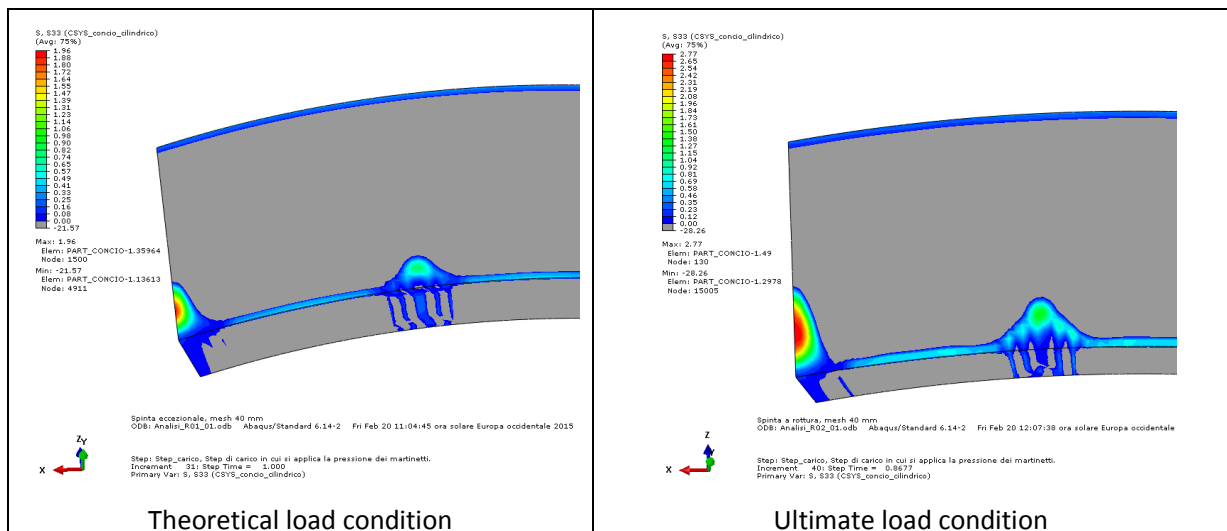 S, S33 (CSYS_concio_cilindrico)
(Avg: 75%)
1.96
1.88
1.80
1.72
1.64
1.55
1.47
1.39
1.31
1.23
1.14
1.06
0.98
0.90
0.82
0.74
0.65
0.57
0.49
0.41
0.33
0.25
0.16
0.08
0.00
-21.57
Max: 1.96
Elem: PART_CONCIO-1.35964
Node: 1500
Min: -21.57
Elem: PART_CONCIO-1.13613
Node: 4911
Spinta eccezionale, mesh 40 mm
ODB: Analisi_R01_01.odb Abaqus/Standard 6.14-2 Fri Feb 20 11:04:45 ora solare Europa occidentale 2015
Z
Y
X
Step: Step_carico, Step di carico in cui si applica la pressione dei martinetti.
Increment 31: Step Time = 1.000
Primary Var: S, S33 (CSYS_concio_cilindrico)
Theoretical load condition
S, S33 (CSYS_concio_cilindrico)
(Avg: 75%)
2.77
2.65
2.54
2.42
2.31
2.19
2.08
1.96
1.84
1.73
1.61
1.50
1.38
1.27
1.15
1.04
0.92
0.81
0.69
0.58
0.46
0.35
0.23
0.12
0.00
-28.26
Max: 2.77
Elem: PART_CONCIO-1.49
Node: 130
Min: -28.26
Elem: PART_CONCIO-1.2978
Node: 15005
Spinta a rottura, mesh 40 mm
ODB: Analisi_R02_01.odb Abaqus/Standard 6.14-2 Fri Feb 20 12:07:38 ora solare Europa occidentale
Z
Y
X
Step: Step_carico, Step di carico in cui si applica la pressione dei martinetti.
Increment 40: Step Time = 0.8677
Primary Var: S, S33 (CSYS_concio_cilindrico)
Ultimate load condition